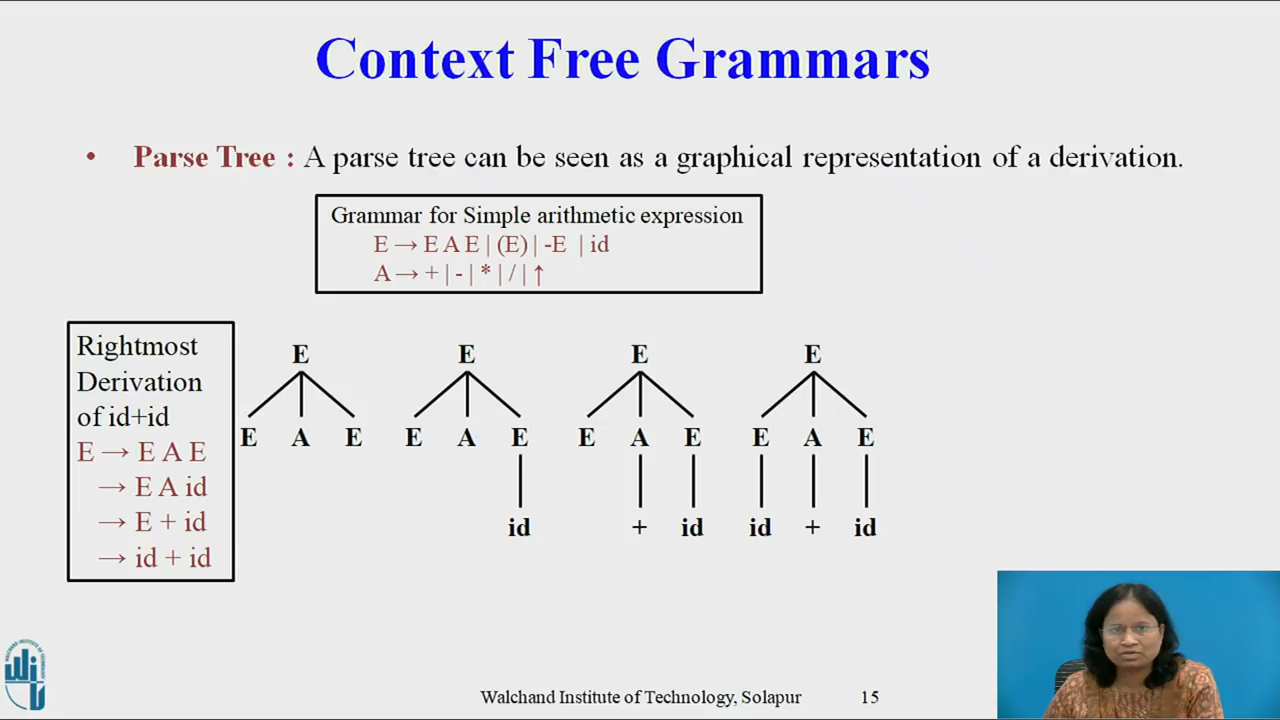 Context Free Grammars
• Parse Tree : A parse tree can be seen as a graphical representation of a derivation.
Grammar for Simple arithmetic expression
E → E A E | (E) | -E | id
A → + | - | * | / | ↑
Rightmost
Derivation
of id+id
E → E A E
→ E A id
→ E + id
→ id + id
E E E E
E A E E A E E A E E A E
id + id id + id
Walchand Institute of Technology, Solapur 15